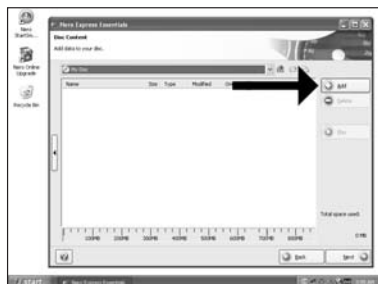 Nero Express Essentials
Disc Content
Add data to your disc.
Nero
StartSm...
Nero Online
Upgrade
Recycle Bin
My Disc
Name Size Type Modified
Add
Delete
Total space used:
0 MB
100MB 200MB 300MB 400MB 500MB 600MB 700MB 800MB
Back
Next
start
Nero Express Essentials